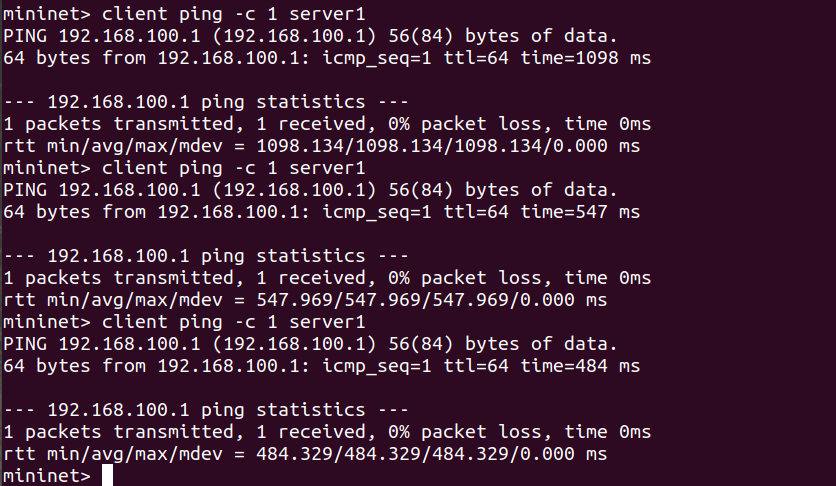 mininet> client ping -c 1 server1
PING 192.168.100.1 (192.168.100.1) 56(84) bytes of data.
64 bytes from 192.168.100.1: icmp_seq=1 ttl=64 time=1098 ms

--- 192.168.100.1 ping statistics ---
1 packets transmitted, 1 received, 0% packet loss, time 0ms
rtt min/avg/max/mdev = 1098.134/1098.134/1098.134/0.000 ms
mininet> client ping -c 1 server1
PING 192.168.100.1 (192.168.100.1) 56(84) bytes of data.
64 bytes from 192.168.100.1: icmp_seq=1 ttl=64 time=547 ms

--- 192.168.100.1 ping statistics ---
1 packets transmitted, 1 received, 0% packet loss, time 0ms
rtt min/avg/max/mdev = 547.969/547.969/547.969/0.000 ms
mininet> client ping -c 1 server1
PING 192.168.100.1 (192.168.100.1) 56(84) bytes of data.
64 bytes from 192.168.100.1: icmp_seq=1 ttl=64 time=484 ms

--- 192.168.100.1 ping statistics ---
1 packets transmitted, 1 received, 0% packet loss, time 0ms
rtt min/avg/max/mdev = 484.329/484.329/484.329/0.000 ms
mininet>